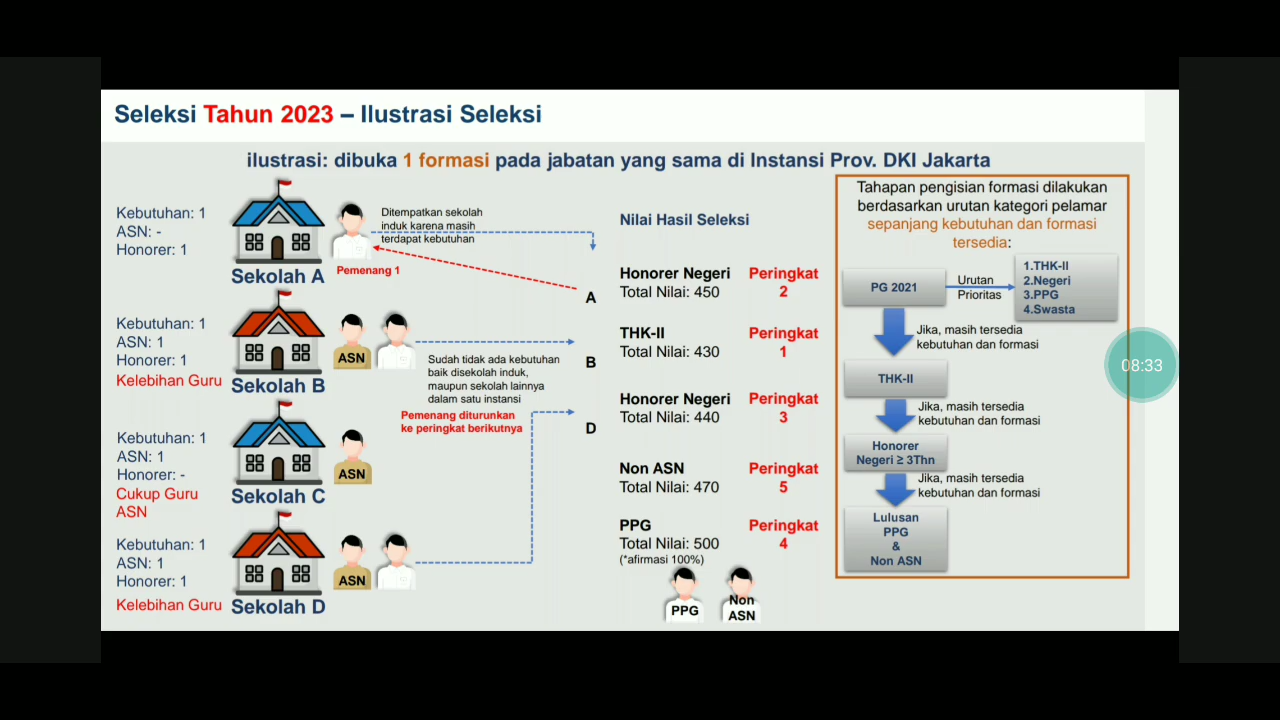 Seleksi Tahun 2023 – Ilustrasi Seleksi
ilustrasi: dibuka 1 formasi pada jabatan yang sama di Instansi Prov. DKI Jakarta
Kebutuhan: 1
ASN: -
Honorer: 1
Sekolah A
Ditempatkan sekolah
induk karena masih
terdapat kebutuhan
Pemenang 1
Kebutuhan: 1
ASN: 1
Honorer: 1
Kelebihan Guru
Sekolah B
ASN
Sudah tidak ada kebutuhan
baik disekolah induk,
maupun sekolah lainnya
dalam satu instansi
Pemenang diturunkan
ke peringkat berikutnya
Kebutuhan: 1
ASN: 1
Honorer: -
Cukup Guru
ASN
Sekolah C
ASN
Kebutuhan: 1
ASN: 1
Honorer: 1
Kelebihan Guru
Sekolah D
ASN
Nilai Hasil Seleksi
A
Honorer Negeri Peringkat
Total Nilai: 450 2
B
THK-II Peringkat
Total Nilai: 430 1
D
Honorer Negeri Peringkat
Total Nilai: 440 3
Non ASN Peringkat
Total Nilai: 470 5
PPG Peringkat
Total Nilai: 500 4
(*afirmasi 100%)
PPG
Non
ASN
Tahapan pengisian formasi dilakukan
berdasarkan urutan kategori pelamar
sepanjang kebutuhan dan formasi
tersedia:
PG 2021
Urutan
Prioritas
1.THK-II
2.Negeri
3.PPG
4.Swasta
Jika, masih tersedia
kebutuhan dan formasi
THK-II
Jika, masih tersedia
kebutuhan dan formasi
Honorer
Negeri ≥ 3Thn
Jika, masih tersedia
kebutuhan dan formasi
Lulusan
PPG
&
Non ASN
08:33